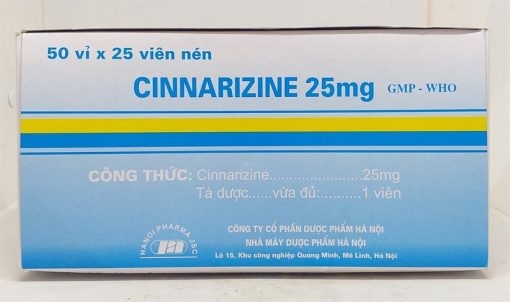 50 vỉ x 25 viên nén
CINNARIZINE 25mg GMP - WHO
CÔNG THỨC: Cinnarizine......................25mg
Tá dược......vừa đủ:..........1 viên
HANOI PHARMA JSC
CÔNG TY CỔ PHẦN DƯỢC PHẨM HÀ NỘI
NHÀ MÁY DƯỢC PHẨM HÀ NỘI
Lô 15, Khu công nghiệp Quang Minh, Mê Linh, Hà Nội